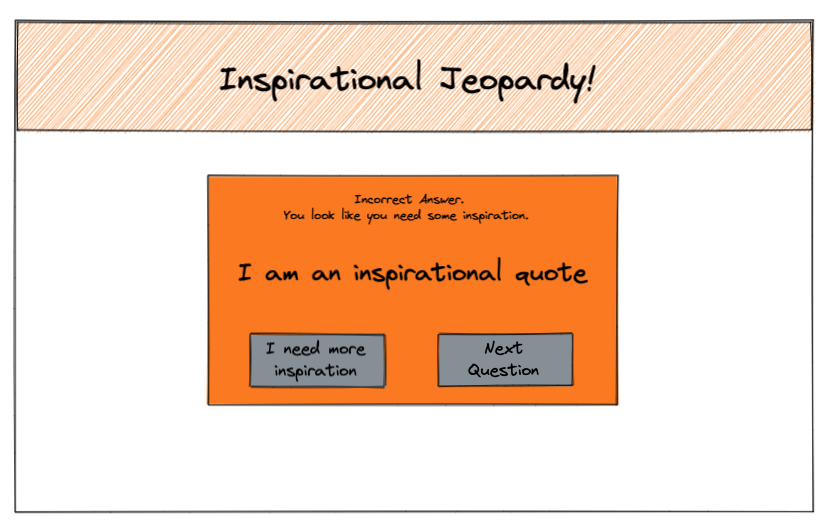 Inspirational Jeopardy!
Incorrect Answer.
You look like you need some inspiration.
I am an inspirational quote
I need more
inspiration
Next
Question